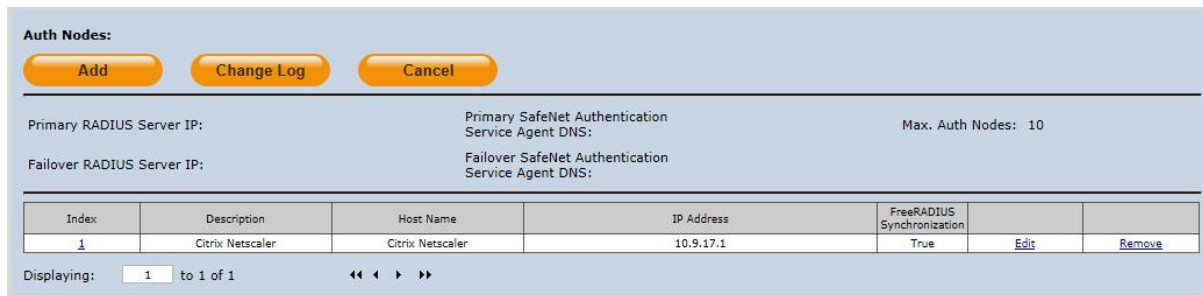 Auth Nodes:
Add Change Log Cancel
Primary RADIUS Server IP: Primary SafeNet Authentication Service Agent DNS: Max. Auth Nodes: 10
Failover RADIUS Server IP: Failover SafeNet Authentication Service Agent DNS:
Index Description Host Name IP Address FreeRADIUS Synchronization
1 Citrix Netscaler Citrix Netscaler 10.9.17.1 True Edit Remove
Displaying: 1 to 1 of 1